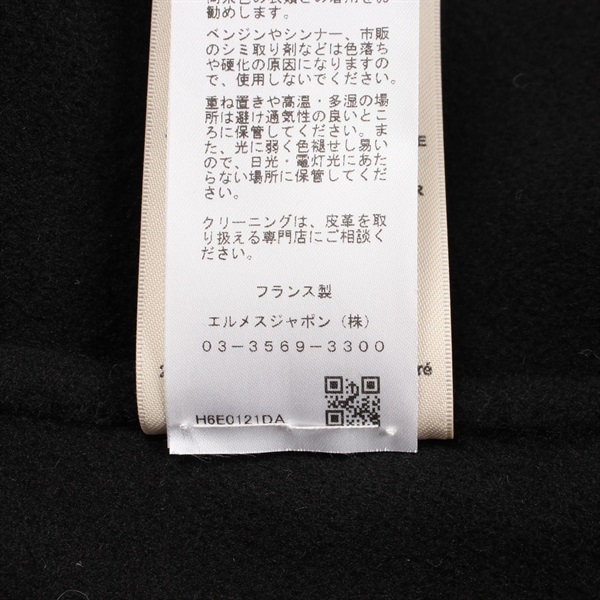 勧めします。
ベンジンやシンナー、市販
のシミ取り剤などは色落ち
や硬化の原因になりますの
で、使用しないでください。
重ね置きや高温・多湿の場
所は避け通気性の良いとこ
ろに保管してください。ま
た、光に弱く色褪せし易い
ので、日光・電灯光にあた
らない場所に保管してくだ
さい。
クリーニングは、皮革を取
り扱える専門店にご相談く
ださい。
フランス製
エルメスジャポン（株）
03-3569-3300
H6E0121DA
E
R
ré